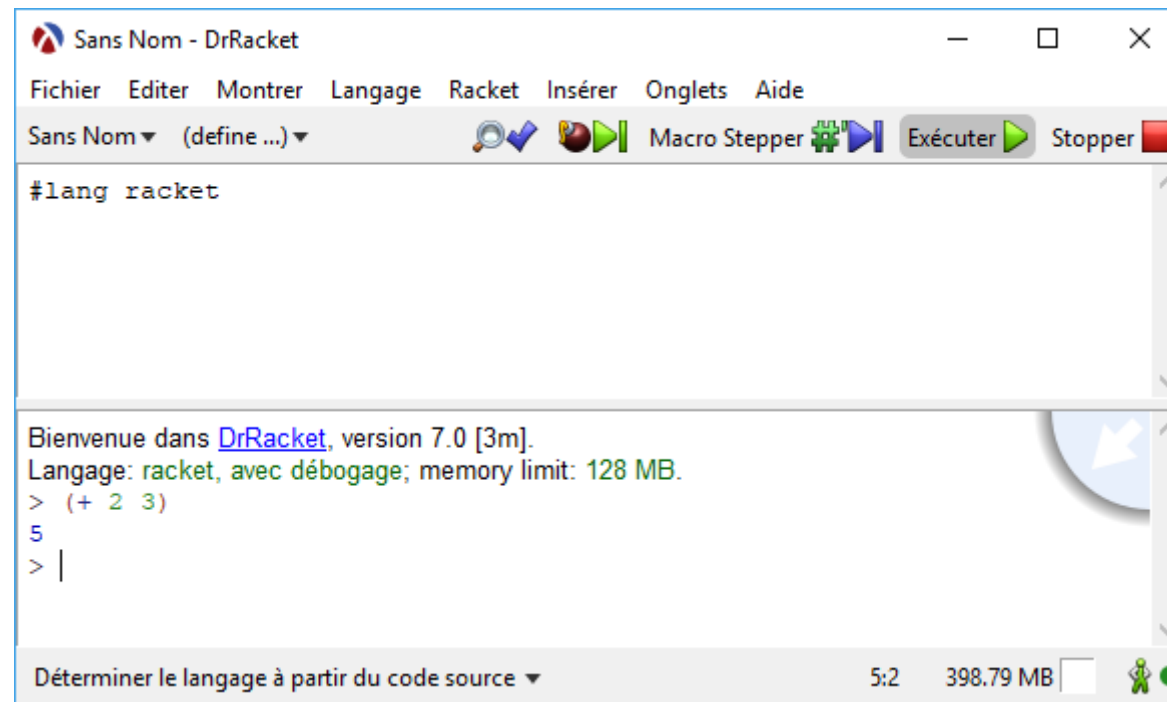 Sans Nom - DrRacket
Fichier Editer Montrer Langage Racket Insérer Onglets Aide
Sans Nom (define ...) Macro Stepper Exécuter Stopper
#lang racket
Bienvenue dans DrRacket, version 7.0 [3m].
Langage: racket, avec débogage; memory limit: 128 MB.
> (+ 2 3)
5
>
Déterminer le langage à partir du code source 5:2 398.79 MB